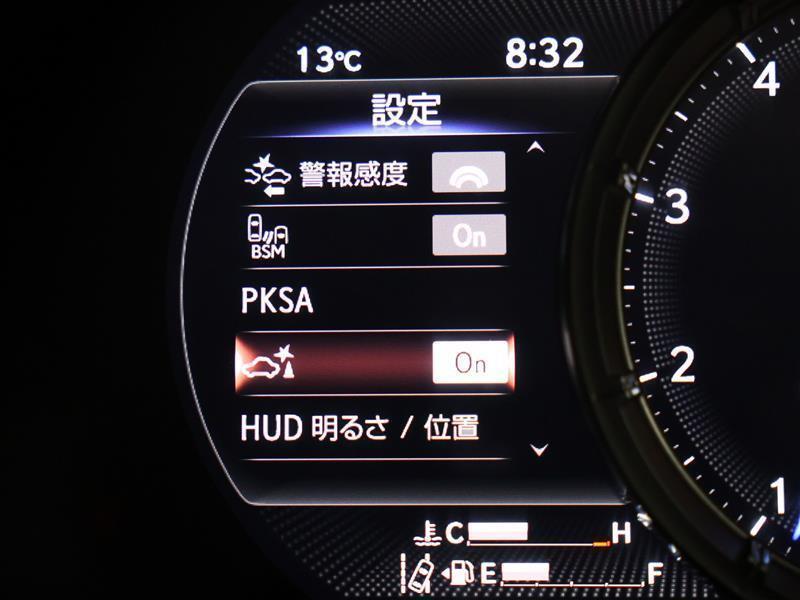 13℃ 8:32
設定
警報感度
BSM On
PKSA
On
HUD 明るさ / 位置
4
3
2
1
C H
E F